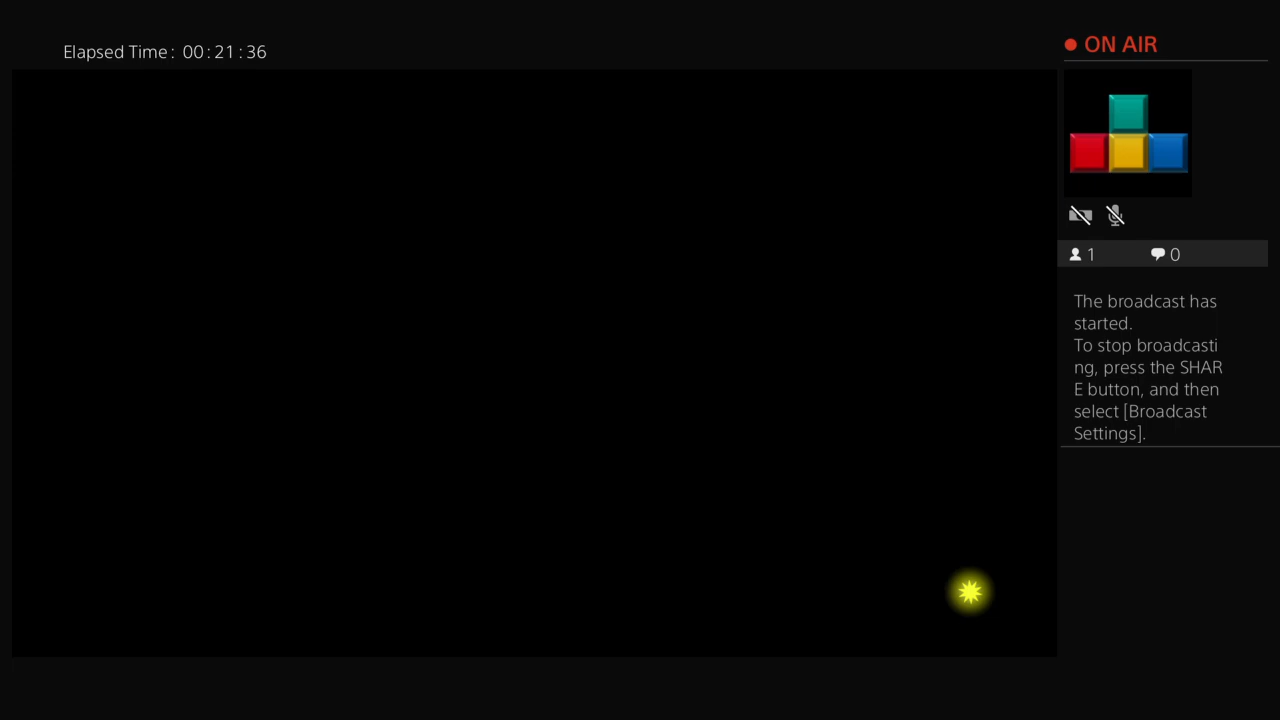 Elapsed Time: 00:21:36
ON AIR
1 0
The broadcast has
started.
To stop broadcasti
ng, press the SHAR
E button, and then
select [Broadcast
Settings].